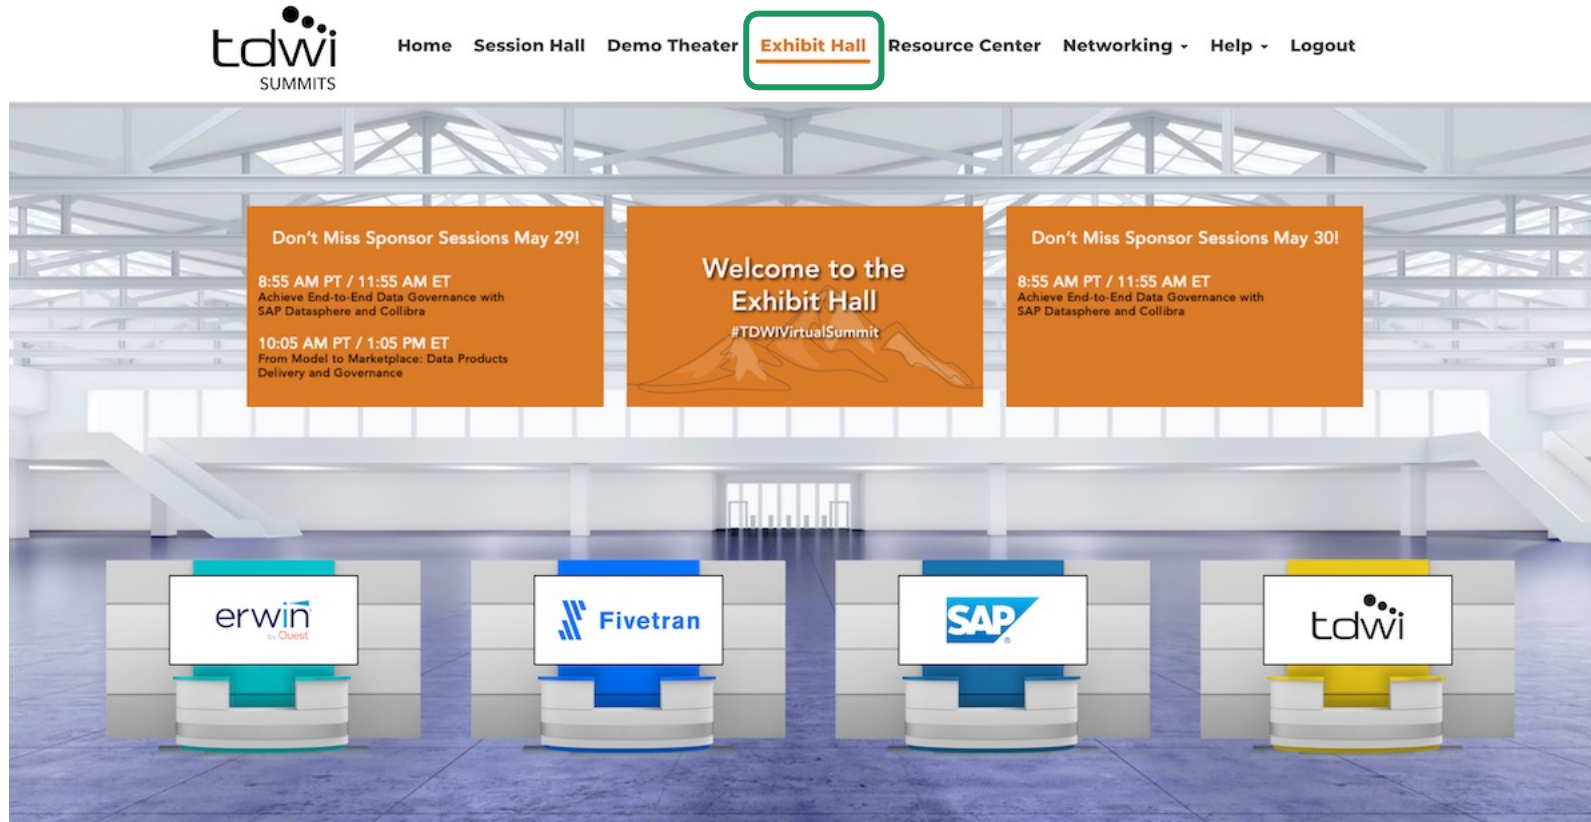 tdwi
SUMMITS
Home Session Hall Demo Theater Exhibit Hall Resource Center Networking Help Logout
Don't Miss Sponsor Sessions May 29!
8:55 AM PT / 11:55 AM ET
Achieve End-to-End Data Governance with
SAP Datasphere and Collibra
10:05 AM PT / 1:05 PM ET
From Model to Marketplace: Data Products
Delivery and Governance
Welcome to the
Exhibit Hall
#TDWIVirtualSummit
Don't Miss Sponsor Sessions May 30!
8:55 AM PT / 11:55 AM ET
Achieve End-to-End Data Governance with
SAP Datasphere and Collibra
erwin
by Quest
Fivetran
SAP®
tdwi